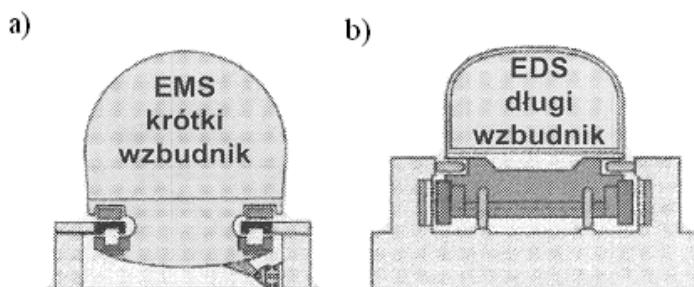 a)
EMS
krótki
wzbudnik
b)
EDS
długi
wzbudnik